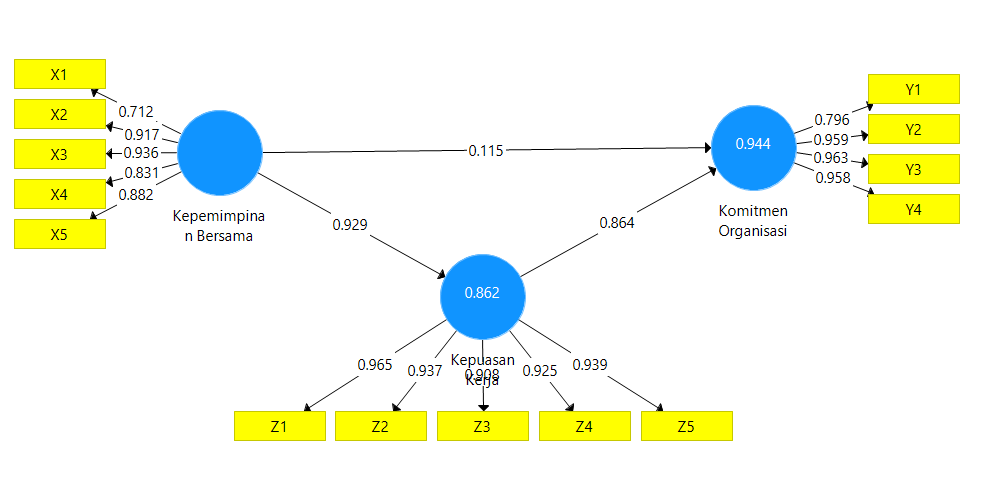 X1
X2
X3
X4
X5
0.712
0.917
0.936
0.831
0.882
Kepemimpina
n Bersama
0.115
0.929
0.864
0.944
Komitmen
Organisasi
0.796
0.959
0.963
0.958
Y1
Y2
Y3
Y4
0.862
Kepuasan
Kerja
0.965
0.937
0.908
0.925
0.939
Z1
Z2
Z3
Z4
Z5